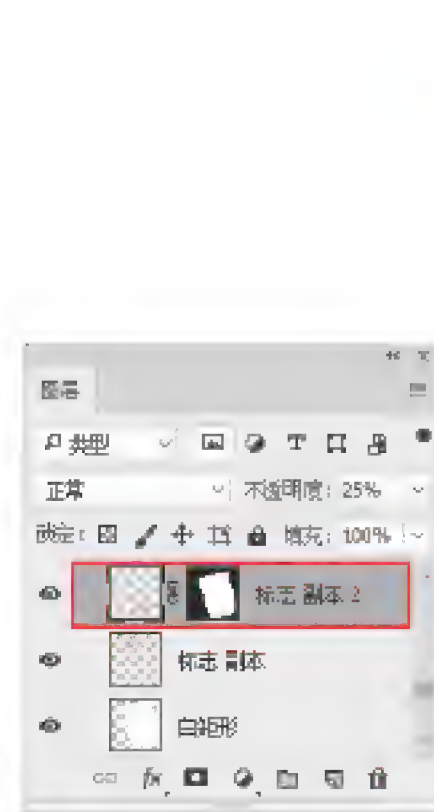 图层
类型
正常 不透明度: 25%
锁定: 填充: 100%
标志 副本 2
标志 副本
白矩形
fx